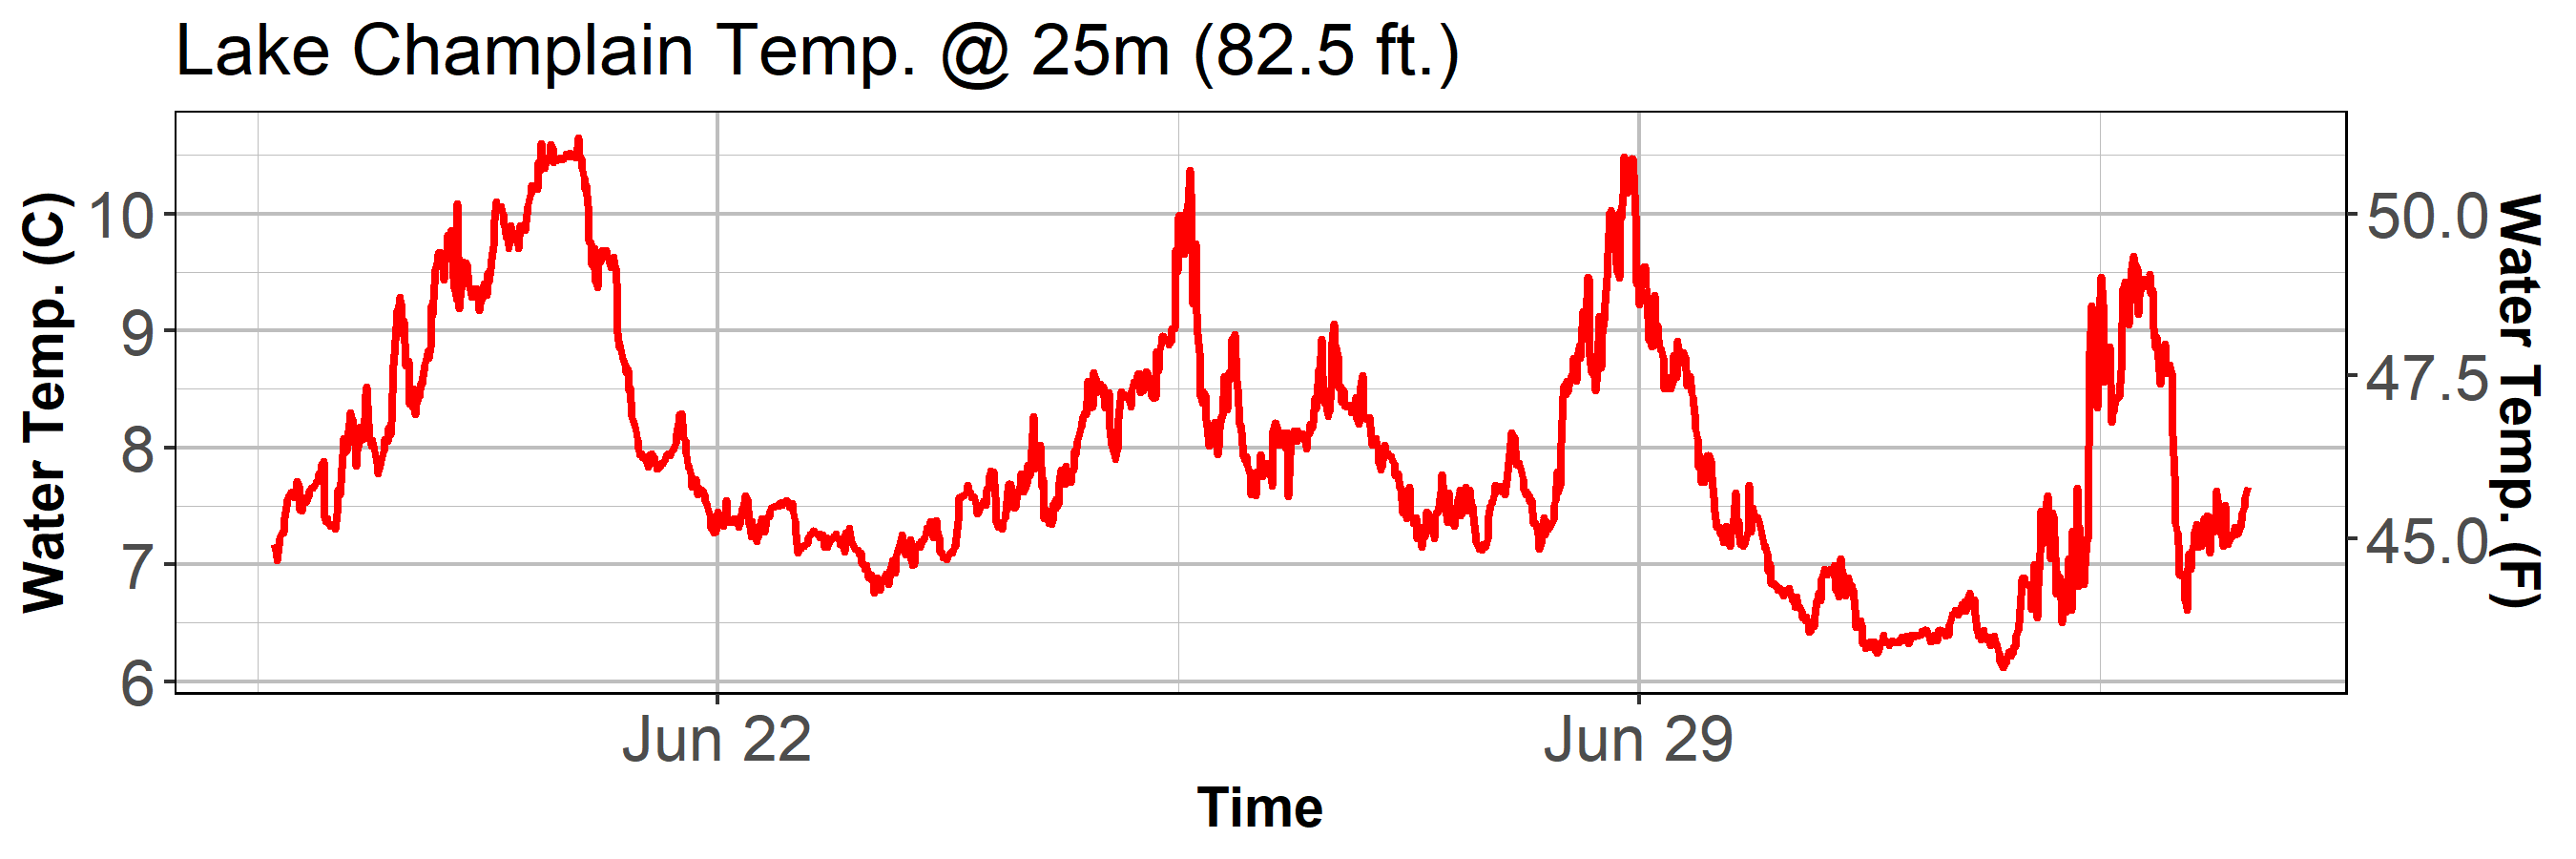 Lake Champlain Temp. @ 25m (82.5 ft.)
Water Temp. (C)
10
9
8
7
6
50.0
47.5
45.0
Water Temp. (F)
Jun 22
Jun 29
Time